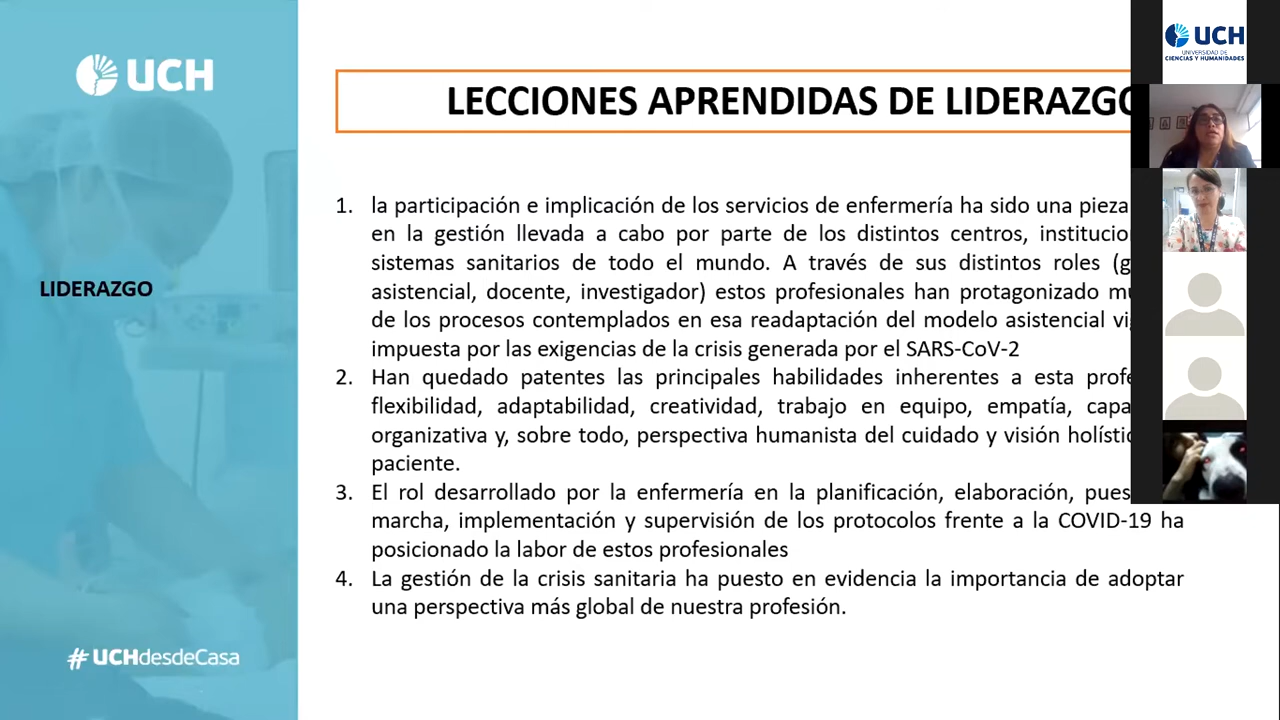 UCH
LIDERAZGO
#UCHdesdeCasa
LECCIONES APRENDIDAS DE LIDERAZGO
1. la participación e implicación de los servicios de enfermería ha sido una pieza
en la gestión llevada a cabo por parte de los distintos centros,
sistemas sanitarios de todo el mundo. A través de sus distintos roles
asistencial, docente, investigador) estos profesionales han protagonizado
de los procesos contemplados en esa readaptación del modelo asistencial
impuesta por las exigencias de la crisis generada por el SARS-CoV-2
2. Han quedado patentes las principales habilidades inherentes a esta
flexibilidad, adaptabilidad, creatividad, trabajo en equipo, empatía,
organizativa y, sobre todo, perspectiva humanista del cuidado y visión
paciente.
3. El rol desarrollado por la enfermería en la planificación, elaboración,
marcha, implementación y supervisión de los protocolos frente a la COVID-19 ha
posicionado la labor de estos profesionales
4. La gestión de la crisis sanitaria ha puesto en evidencia la importancia de adoptar
una perspectiva más global de nuestra profesión.
UCH
UNIVERSIDAD DE
CIENCIAS Y HUMANIDADES